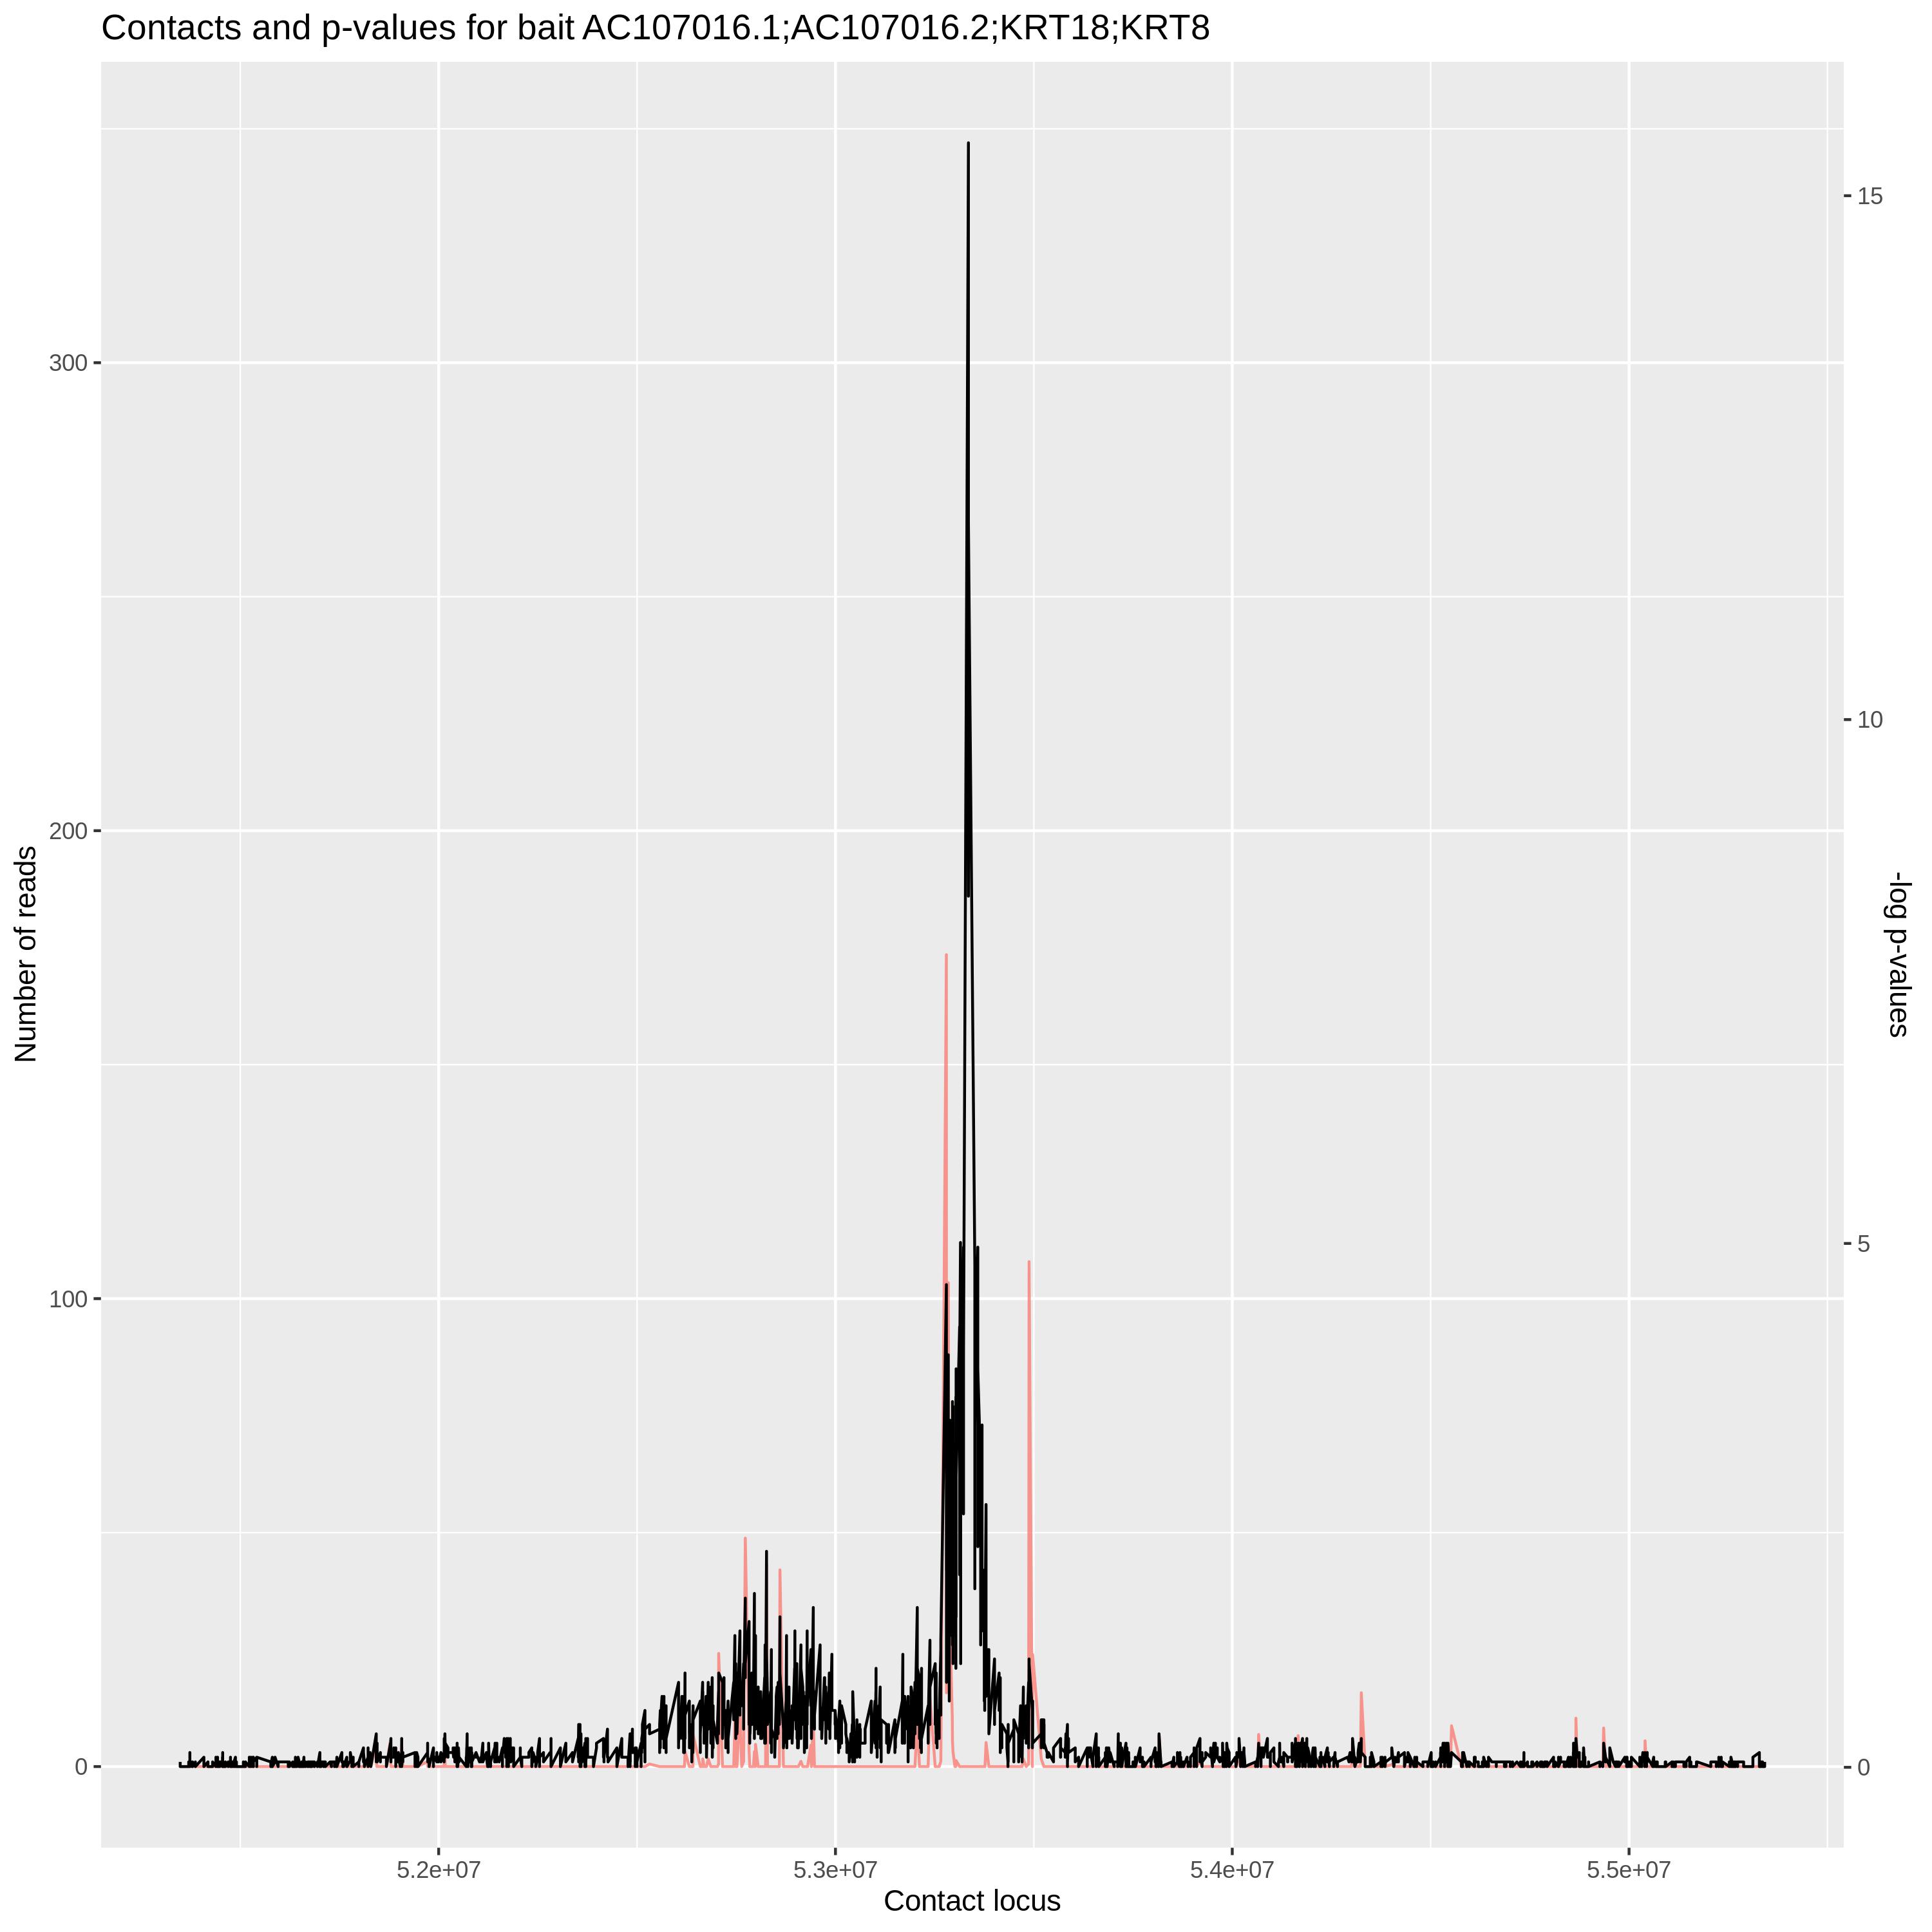 Contacts and p-values for bait AC107016.1;AC107016.2;KRT18;KRT8
300
200
100
0
Number of reads
15
10
5
0
-log p-values
5.2e+07 5.3e+07 5.4e+07 5.5e+07
Contact locus